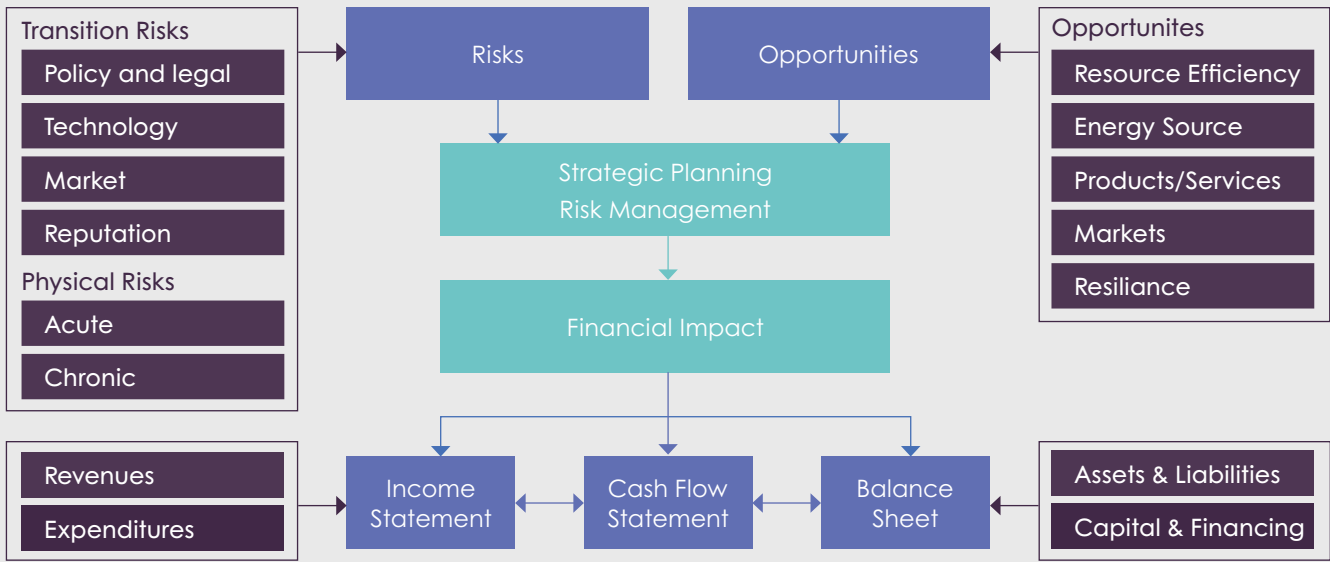 Transition Risks
Policy and legal
Technology
Market
Reputation
Physical Risks
Acute
Chronic
Risks
Opportunities
Strategic Planning
Risk Management
Financial Impact
Opportunites
Resource Efficiency
Energy Source
Products/Services
Markets
Resiliance
Revenues
Expenditures
Income
Statement
Cash Flow
Statement
Balance
Sheet
Assets & Liabilities
Capital & Financing